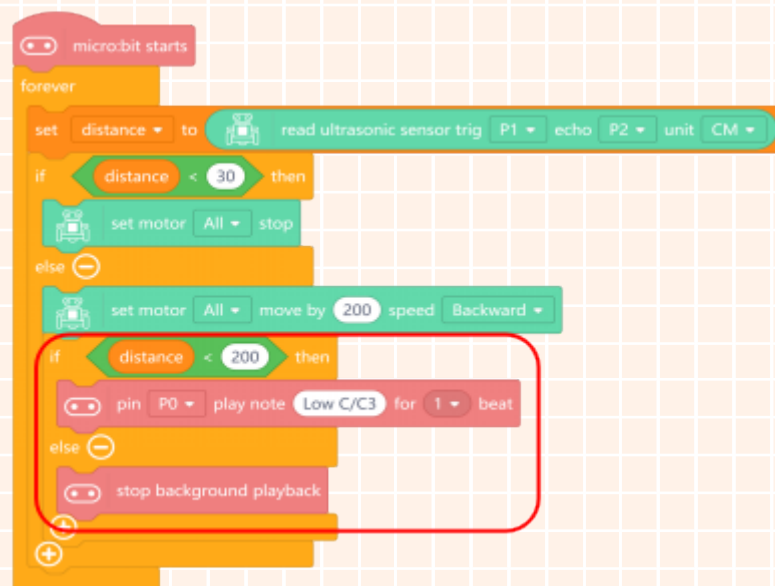 micro:bit starts
forever
set distance to read ultrasonic sensor trig P1 echo P2 unit CM
if distance < 30 then
set motor All stop
else
set motor All move by 200 speed Backward
if distance < 200 then
pin P0 play note Low C/C3 for 1 beat
else
stop background playback